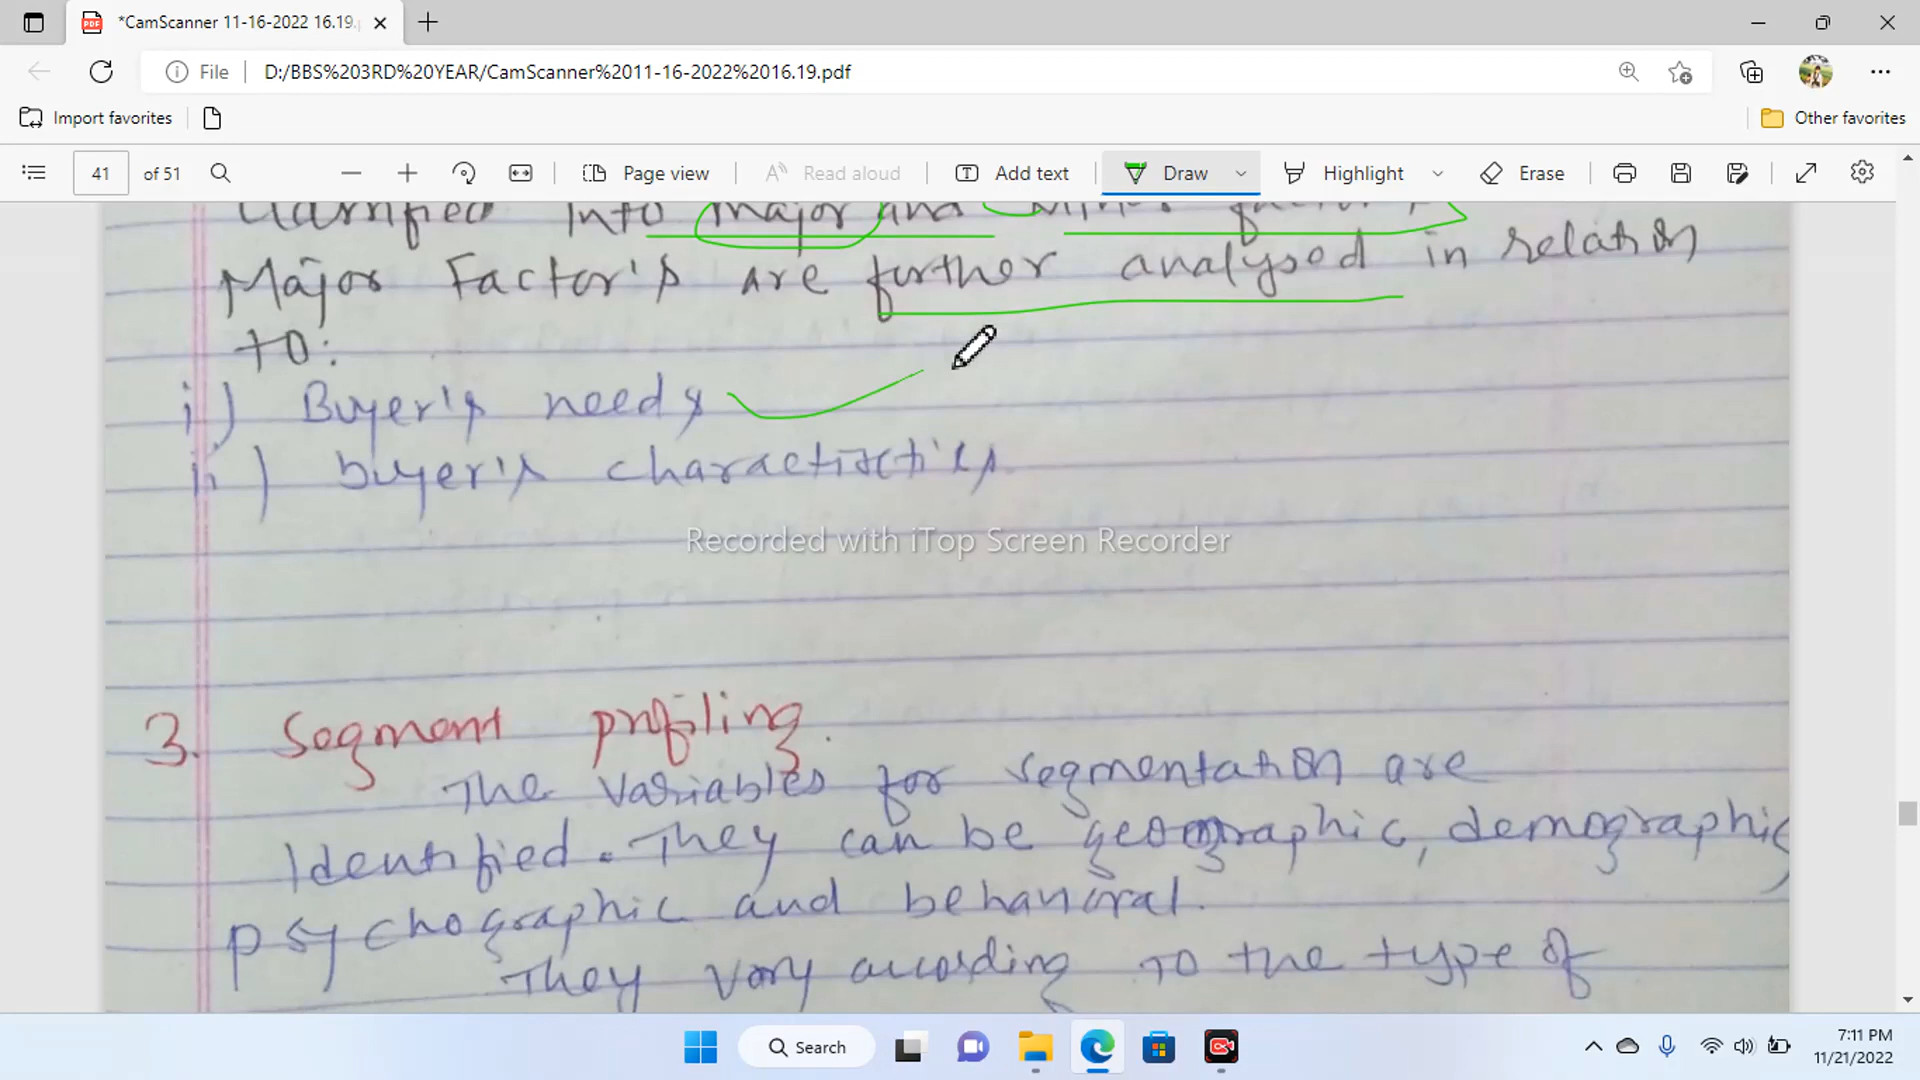 *CamScanner 11-16-2022 16.19.p
File
D:/BBS%203RD%20YEAR/CamScanner%2011-16-2022%2016.19.pdf
Import favorites
Other favorites
41 of 51
Page view
Read aloud
Add text
Draw
Highlight
Erase
into major and
Major Factor's are further analysed in relation
to:
i) Buyer's needs
ii) buyer's
Recorded with iTop Screen Recorder
3. Segment profiling.
The variables for segmentation are
Identified. They can be geographic, demographic,
psychographic and
They vary according to the type of
Search
7:11 PM
11/21/2022